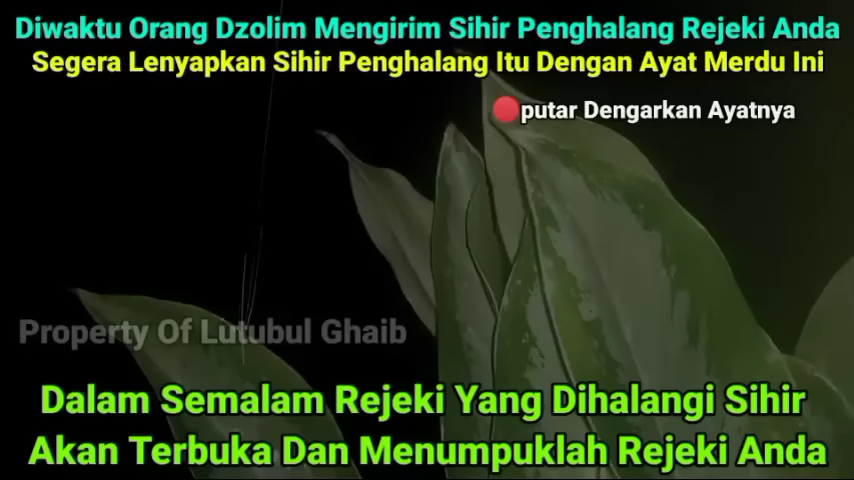 Diwaktu Orang Dzolim Mengirim Sihir Penghalang Rejeki Anda
Segera Lenyapkan Sihir Penghalang Itu Dengan Ayat Merdu Ini
🔴putar Dengarkan Ayatnya
Property Of Lutubul Ghaib
Dalam Semalam Rejeki Yang Dihalangi Sihir
Akan Terbuka Dan Menumpuklah Rejeki Anda